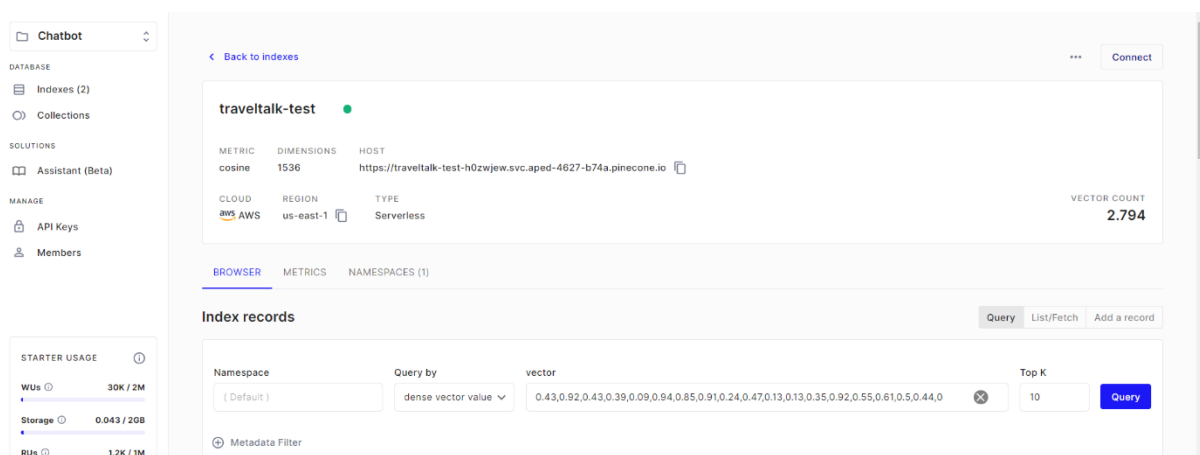 Chatbot
DATABASE
Indexes (2)
Collections
SOLUTIONS
Assistant (Beta)
MANAGE
API Keys
Members
STARTER USAGE
WUs 30K / 2M
Storage 0.043 / 2GB
RUs 1.2K / 1M
Back to indexes
Connect
traveltalk-test
METRIC DIMENSIONS HOST
cosine 1536 https://traveltalk-test-h0zwjew.svc.aped-4627-b74a.pinecone.io
CLOUD REGION TYPE VECTOR COUNT
aws AWS us-east-1 Serverless 2.794
BROWSER METRICS NAMESPACES (1)
Index records Query List/Fetch Add a record
Namespace Query by vector Top K
( Default ) dense vector value 0.43,0.92,0.43,0.39,0.09,0.94,0.85,0.91,0.24,0.47,0.13,0.13,0.35,0.92,0.55,0.61,0.5,0.44,0 10 Query
Metadata Filter